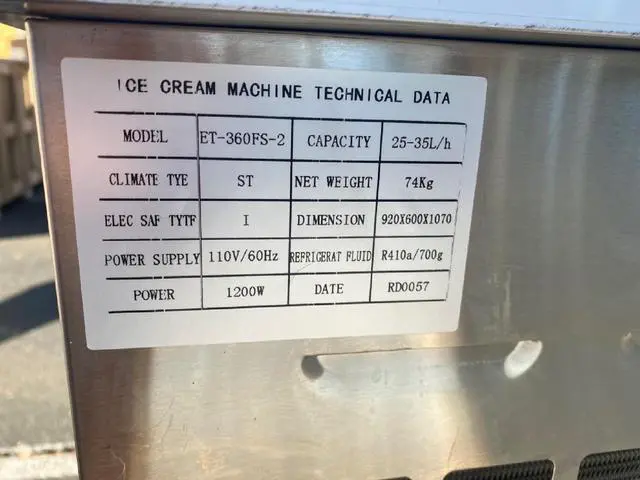 ICE CREAM MACHINE TECHNICAL DATA
MODEL ET-360FS-2 CAPACITY 25-35L/h
CLIMATE TYE ST NET WEIGHT 74Kg
ELEC SAF TYTF I DIMENSION 920X600X1070
POWER SUPPLY 110V/60Hz REFRIGERAT FLUID R410a/700g
POWER 1200W DATE RD0057